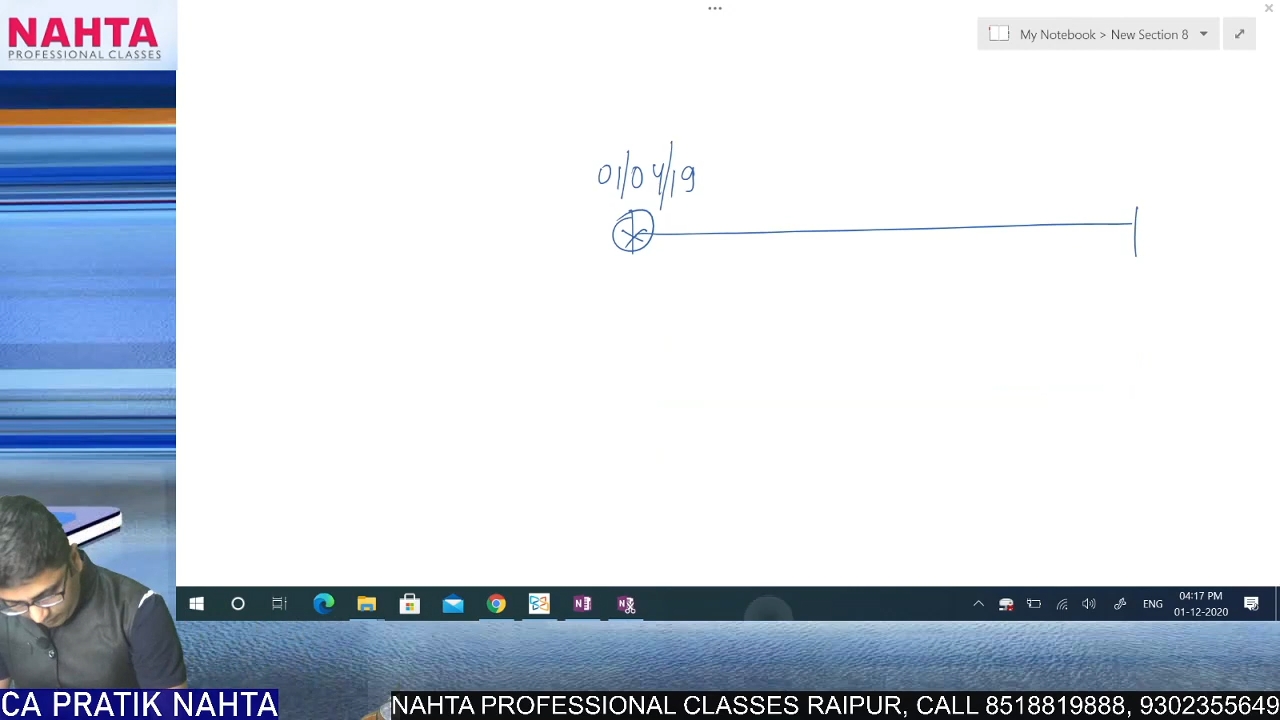 NAHTA
PROFESSIONAL CLASSES
My Notebook > New Section 8
01/04/19
ENG
04:17 PM
01-12-2020
CA PRATIK NAHTA
NAHTA PROFESSIONAL CLASSES RAIPUR, CALL 8518819888, 9302355649